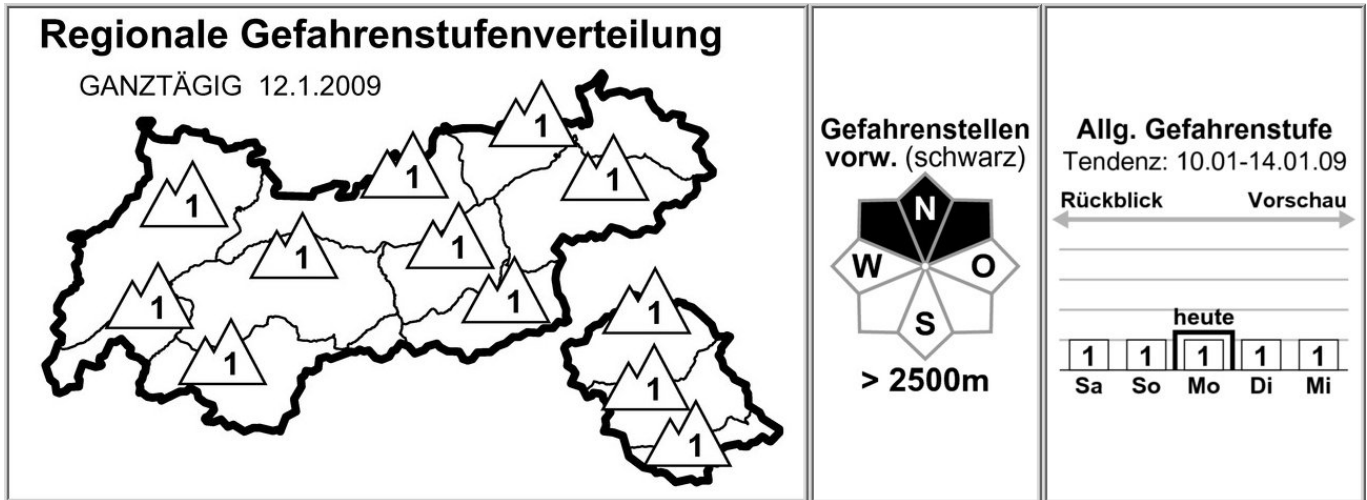 Regionale Gefahrenstufenverteilung
GANZTÄGIG 12.1.2009
1
1
1
1
1
1
1
1
1
1
1
1
Gefahrenstellen
vorw. (schwarz)
N
W O
S
> 2500m
Allg. Gefahrenstufe
Tendenz: 10.01-14.01.09
Rückblick Vorschau
heute
1 1 1 1 1
Sa So Mo Di Mi